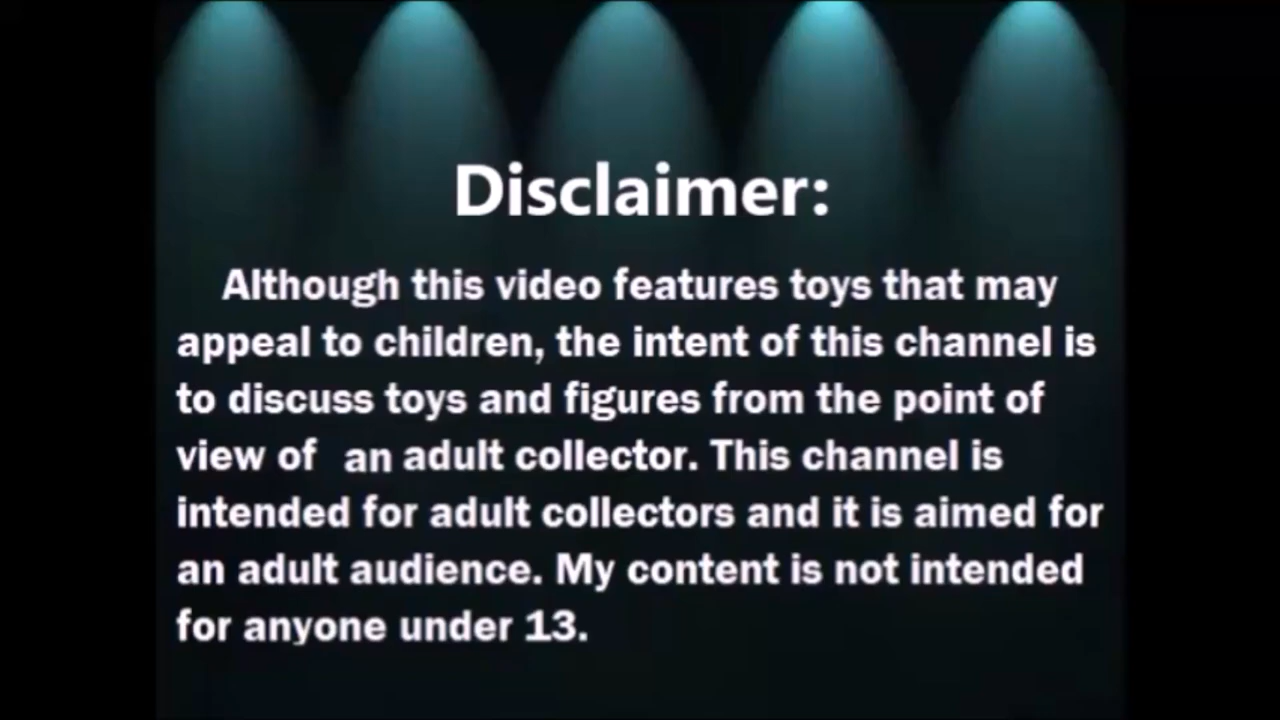 Disclaimer:
Although this video features toys that may
appeal to children, the intent of this channel is
to discuss toys and figures from the point of
view of an adult collector. This channel is
intended for adult collectors and it is aimed for
an adult audience. My content is not intended
for anyone under 13.